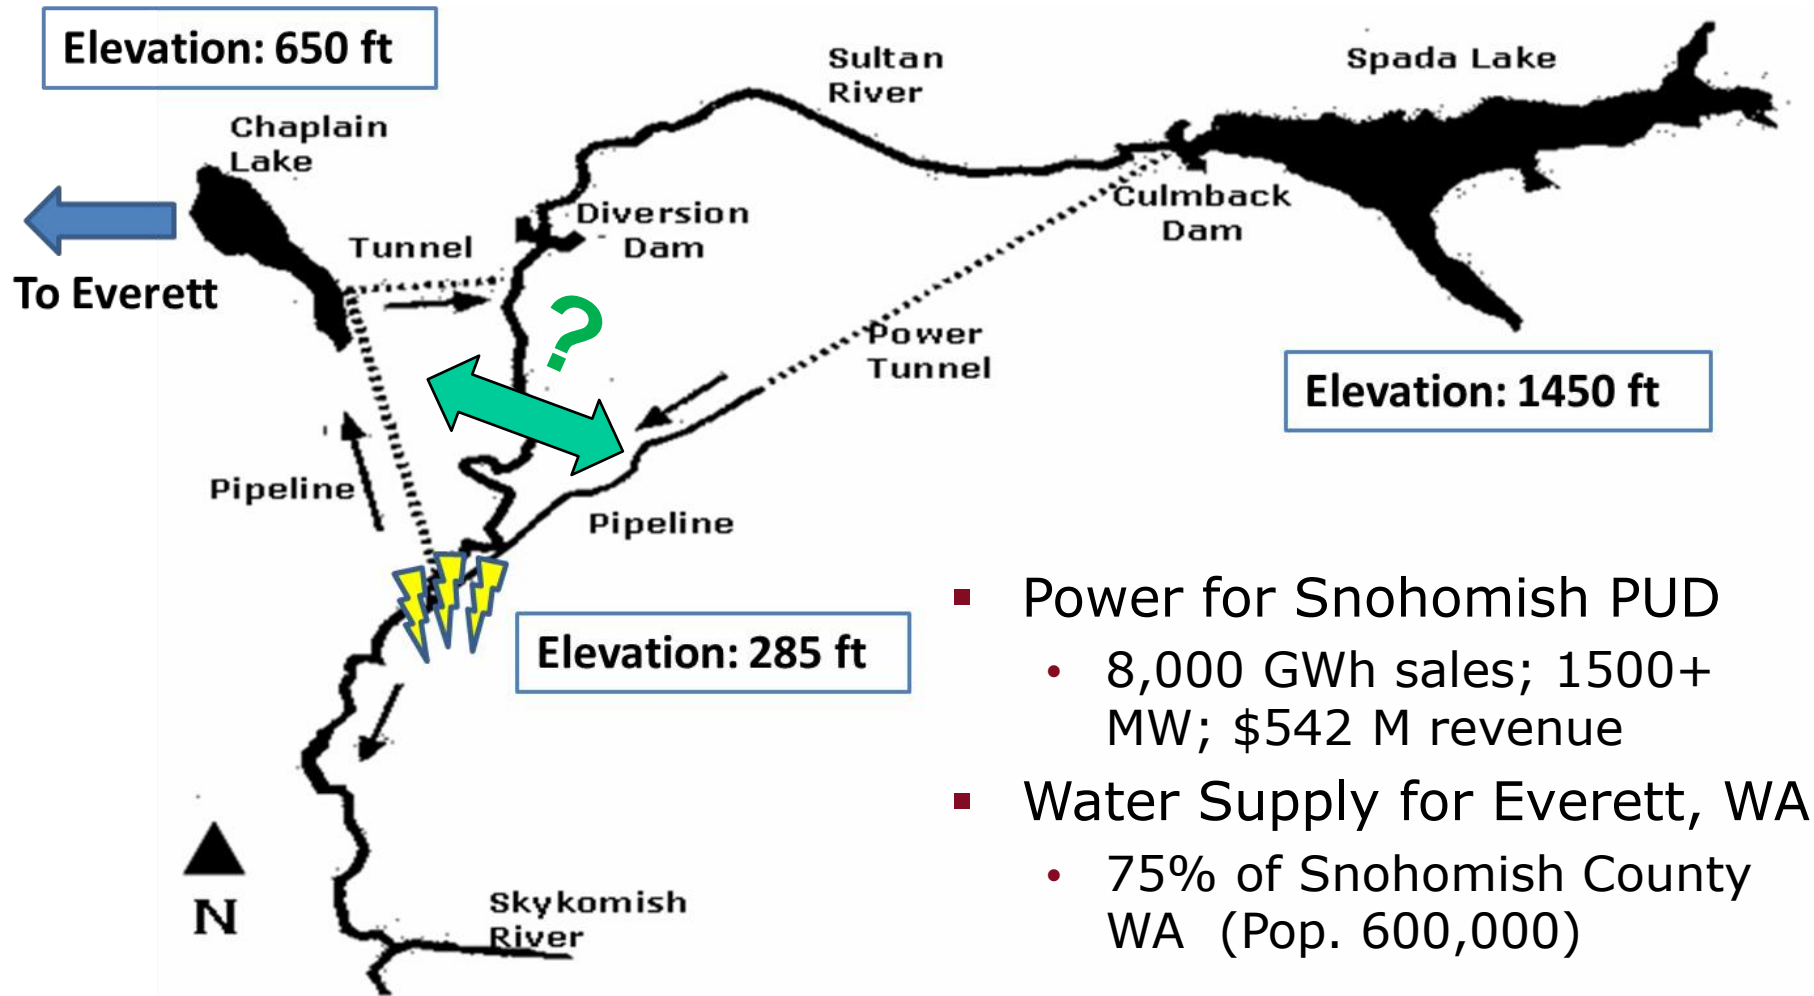 Elevation: 650 ft
Sultan
River
Spada Lake
Chaplain
Lake
Culmback
Dam
Diversion
Dam
Tunnel
To Everett
?
Power
Tunnel
Elevation: 1450 ft
Pipeline
Pipeline
Elevation: 285 ft
▪ Power for Snohomish PUD
• 8,000 GWh sales; 1500+
MW; $542 M revenue
▪ Water Supply for Everett, WA
• 75% of Snohomish County
WA (Pop. 600,000)
N
Skykomish
River